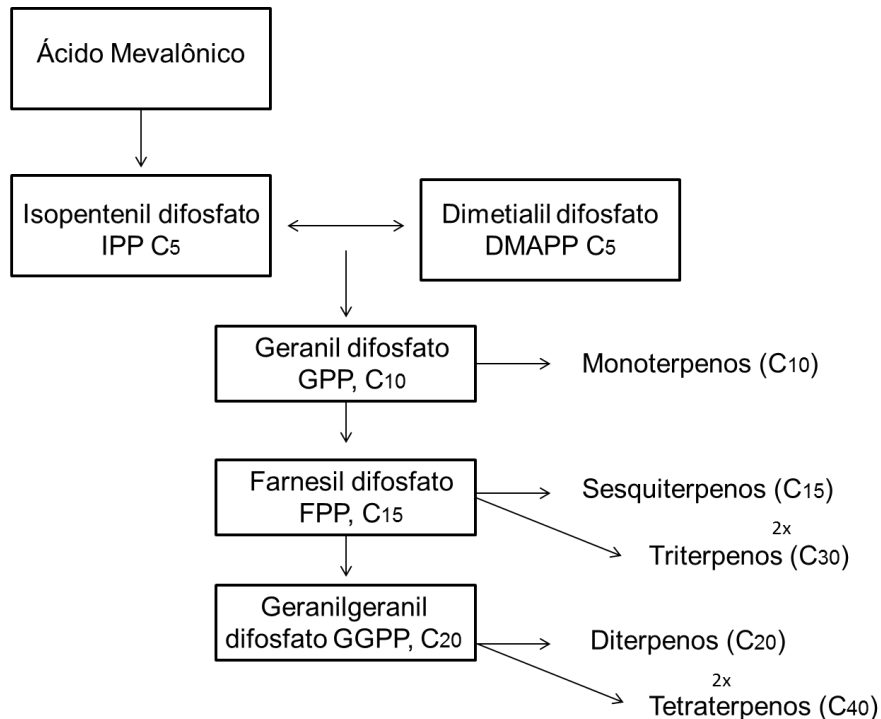 Ácido Mevalônico
Isopentenil difosfato
IPP C5
Dimetialil difosfato
DMAPP C5
Geranil difosfato
GPP, C10
Monoterpenos (C10)
Farnesil difosfato
FPP, C15
Sesquiterpenos (C15)
2x
Triterpenos (C30)
Geranilgeranil
difosfato GGPP, C20
Diterpenos (C20)
2x
Tetraterpenos (C40)